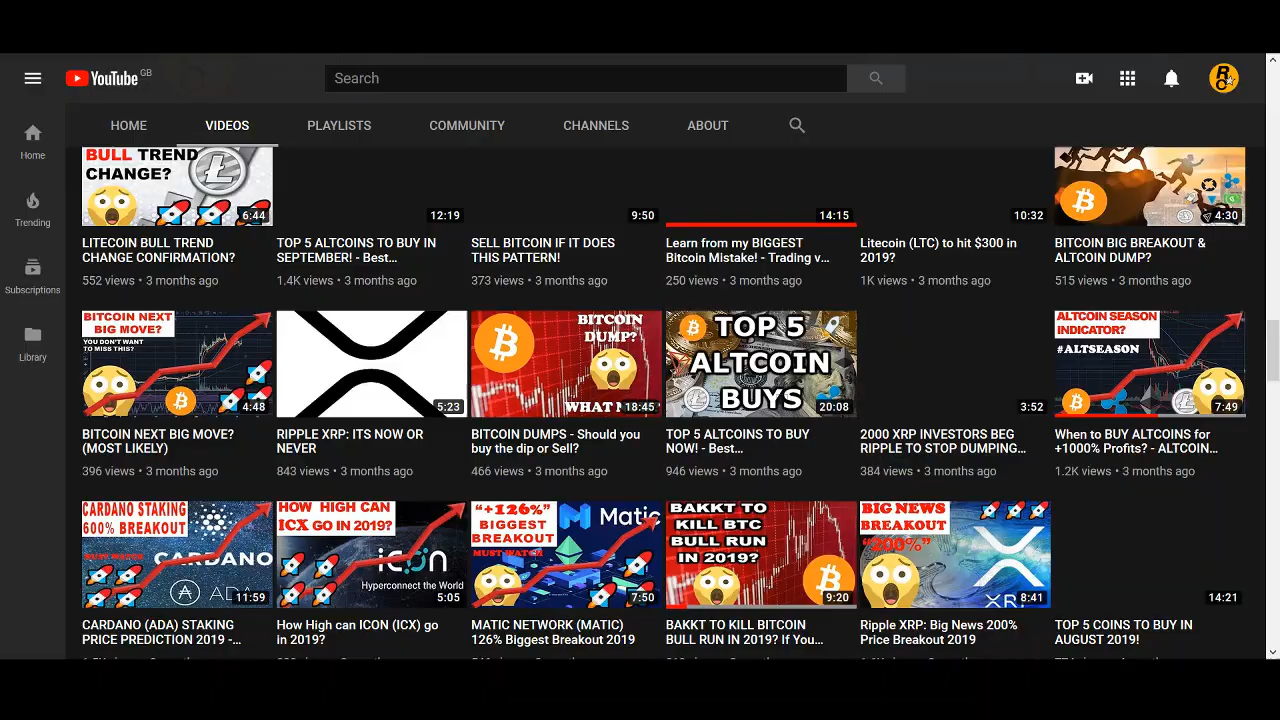 YouTube GB
Search
HOME VIDEOS PLAYLISTS COMMUNITY CHANNELS ABOUT
Home
Trending
Subscriptions
Library
BULL TREND
CHANGE?
6:44
12:19
9:50
14:15
10:32
4:30
LITECOIN BULL TREND
CHANGE CONFIRMATION?
552 views • 3 months ago
TOP 5 ALTCOINS TO BUY IN
SEPTEMBER! - Best...
1.4K views • 3 months ago
SELL BITCOIN IF IT DOES
THIS PATTERN!
373 views • 3 months ago
Learn from my BIGGEST
Bitcoin Mistake! - Trading v...
250 views • 3 months ago
Litecoin (LTC) to hit $300 in
2019?
1K views • 3 months ago
BITCOIN BIG BREAKOUT &
ALTCOIN DUMP?
515 views • 3 months ago
BITCOIN NEXT
BIG MOVE?
YOU DON'T WANT
TO MISS THIS?
4:48
5:23
BITCOIN
DUMP?
WHAT
18:45
TOP 5
ALTCOIN
BUYS
20:08
3:52
ALTCOIN SEASON
INDICATOR?
#ALTSEASON
7:49
BITCOIN NEXT BIG MOVE?
(MOST LIKELY)
396 views • 3 months ago
RIPPLE XRP: ITS NOW OR
NEVER
843 views • 3 months ago
BITCOIN DUMPS - Should you
buy the dip or Sell?
466 views • 3 months ago
TOP 5 ALTCOINS TO BUY
NOW! - Best...
946 views • 3 months ago
2000 XRP INVESTORS BEG
RIPPLE TO STOP DUMPING...
384 views • 3 months ago
When to BUY ALTCOINS for
+1000% Profits? - ALTCOIN...
1.2K views • 3 months ago
CARDANO STAKING
600% BREAKOUT
MUST WATCH
CARDANO
ADA
11:59
HOW HIGH CAN
ICX GO IN 2019?
ICON
Hyperconnect the World
5:05
"+126%"
BIGGEST
BREAKOUT
MUST WATCH
Matic
7:50
BAKKT TO
KILL BTC
BULL RUN
IN 2019?
9:20
BIG NEWS
BREAKOUT
"200%"
XRP
8:41
14:21
CARDANO (ADA) STAKING
PRICE PREDICTION 2019 -...
How High can ICON (ICX) go
in 2019?
MATIC NETWORK (MATIC)
126% Biggest Breakout 2019
BAKKT TO KILL BITCOIN
BULL RUN IN 2019? If You...
Ripple XRP: Big News 200%
Price Breakout 2019
TOP 5 COINS TO BUY IN
AUGUST 2019!